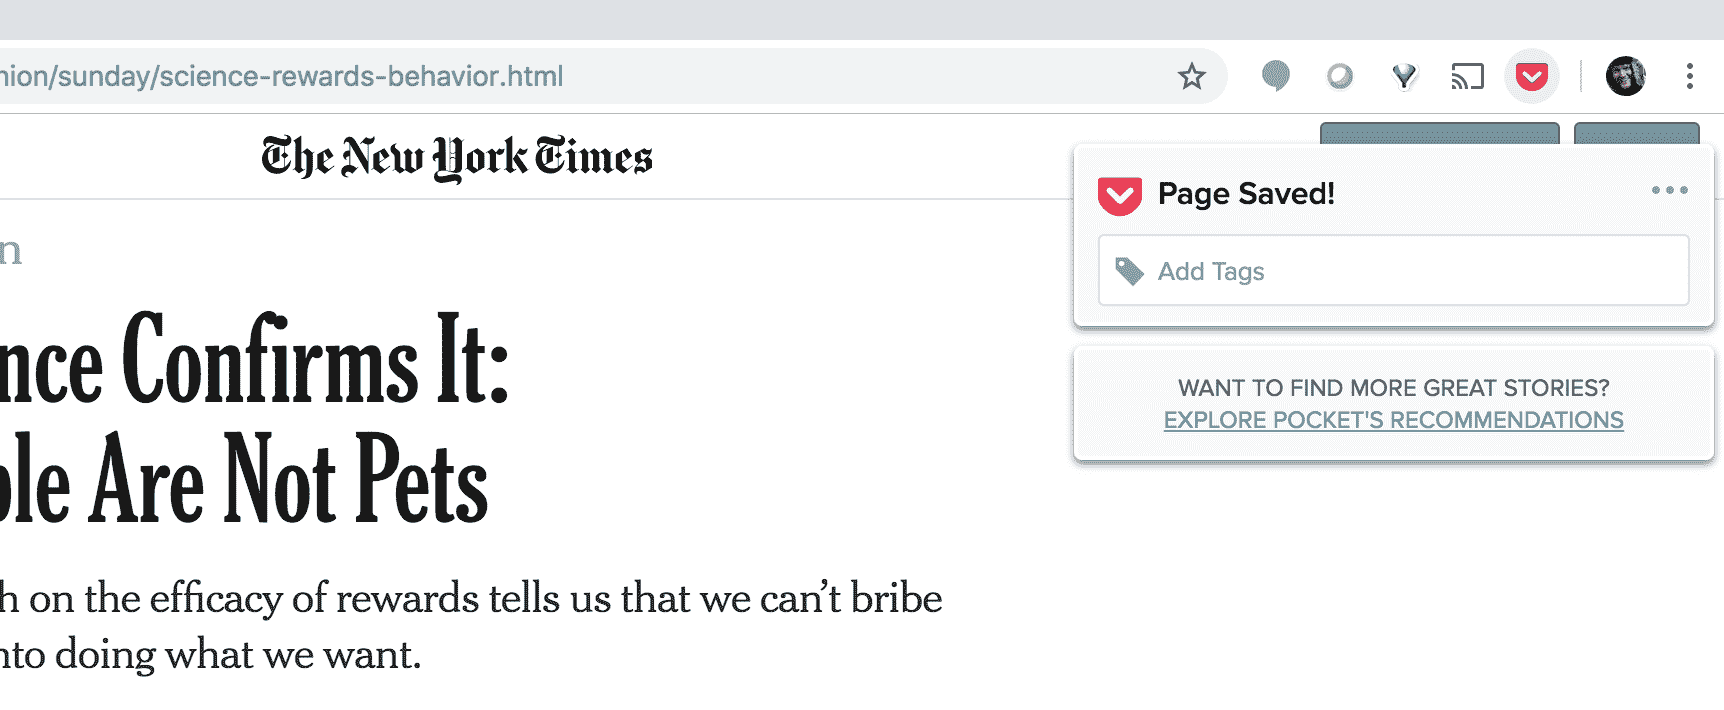 nion/sunday/science-rewards-behavior.html
The New York Times
Page Saved!
Add Tags
n
WANT TO FIND MORE GREAT STORIES?
EXPLORE POCKET'S RECOMMENDATIONS
nce Confirms It:
ple Are Not Pets
h on the efficacy of rewards tells us that we can’t bribe
nto doing what we want.